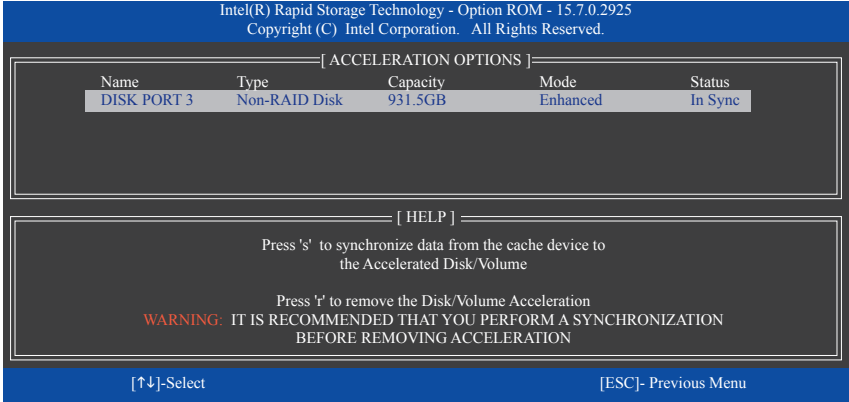 Intel(R) Rapid Storage Technology - Option ROM - 15.7.0.2925
Copyright (C) Intel Corporation. All Rights Reserved.
[ ACCELERATION OPTIONS ]
Name Type Capacity Mode Status
DISK PORT 3 Non-RAID Disk 931.5GB Enhanced In Sync
[ HELP ]
Press 's' to synchronize data from the cache device to
the Accelerated Disk/Volume
Press 'r' to remove the Disk/Volume Acceleration
WARNING: IT IS RECOMMENDED THAT YOU PERFORM A SYNCHRONIZATION
BEFORE REMOVING ACCELERATION
[↑↓]-Select [ESC]- Previous Menu